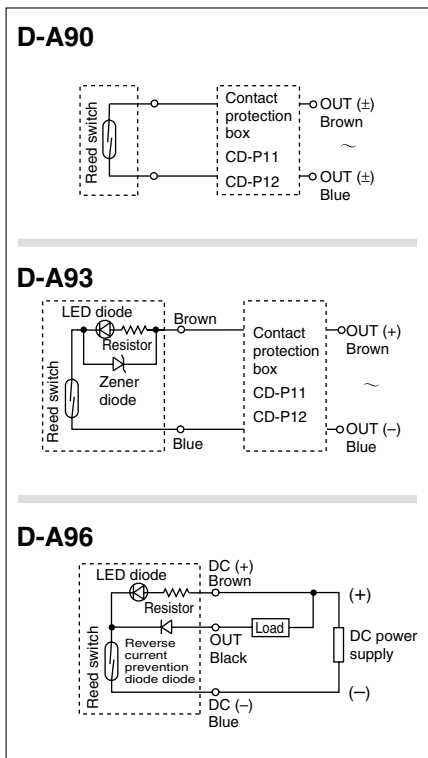 D-A90
Reed switch
Contact
protection
box
CD-P11
CD-P12
OUT (±)
Brown
～
OUT (±)
Blue
D-A93
LED diode
Resistor
Zener
diode
Reed switch
Brown
Blue
Contact
protection
box
CD-P11
CD-P12
OUT (+)
Brown
～
OUT (–)
Blue
D-A96
LED diode
Resistor
Reverse
current
prevention
diode diode
Reed switch
DC (+)
Brown
OUT
Black
Load
DC (–)
Blue
(+)
DC power
supply
(–)